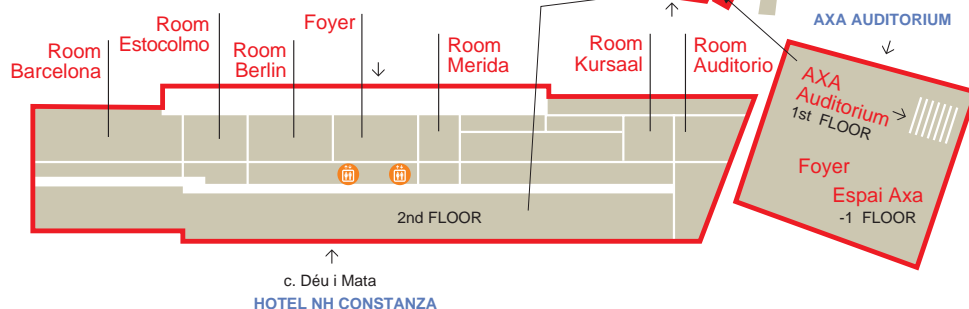 Room
Barcelona
Room
Estocolmo
Room
Berlin
Foyer
Room
Merida
Room
Kursaal
Room
Auditorio
AXA AUDITORIUM
AXA
Auditorium
1st FLOOR
Foyer
Espai Axa
-1 FLOOR
2nd FLOOR
c. Déu i Mata
HOTEL NH CONSTANZA